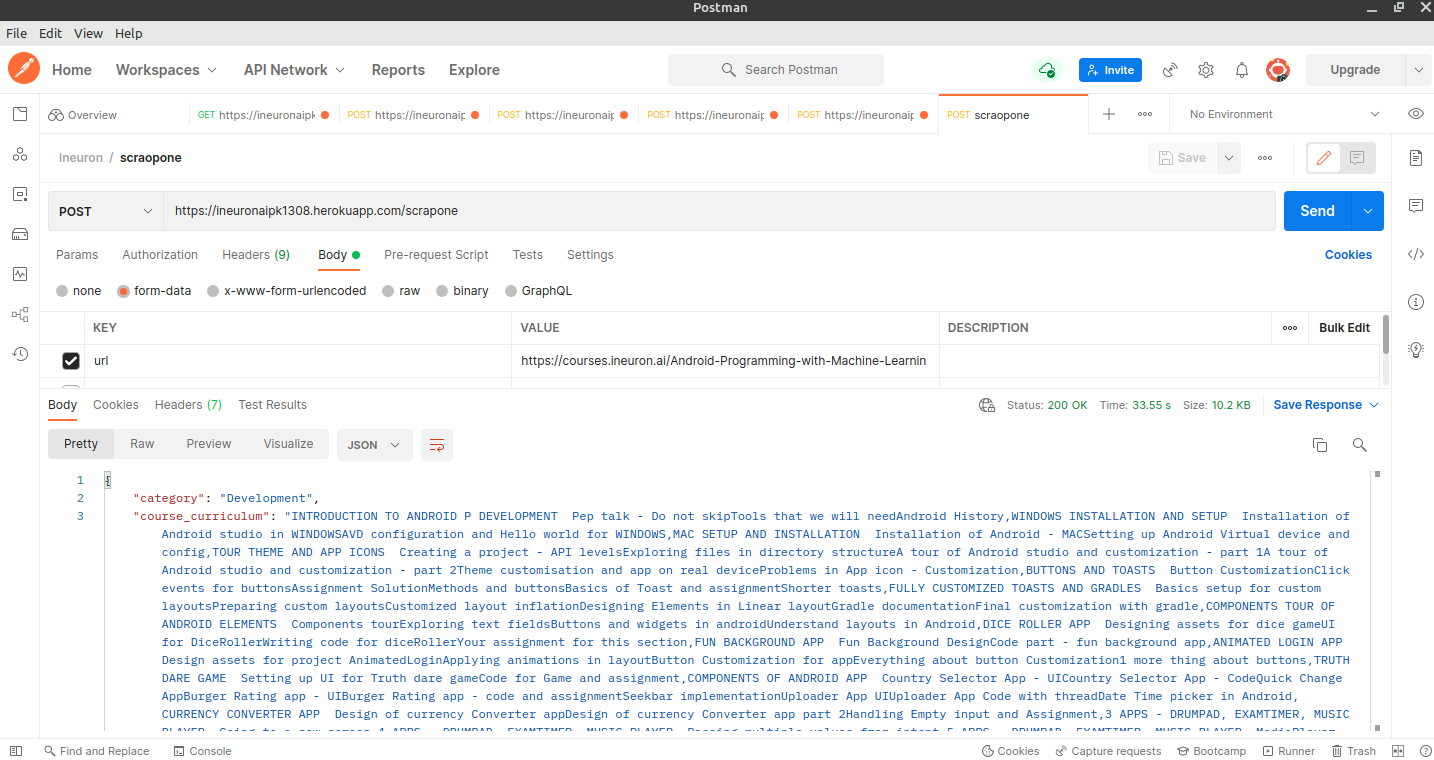 Postman
File Edit View Help
Home Workspaces API Network Reports Explore Search Postman Invite Upgrade
Overview GET https://ineuronaipk POST https://ineuronaip POST https://ineuronaip POST https://ineuronaip POST https://ineuronaip POST scraopone No Environment
Ineuron / scraopone Save
POST https://ineuronaipk1308.herokuapp.com/scrapone Send
Params Authorization Headers (9) Body Pre-request Script Tests Settings Cookies
none form-data x-www-form-urlencoded raw binary GraphQL
KEY VALUE DESCRIPTION Bulk Edit
url https://courses.ineuron.ai/Android-Programming-with-Machine-Learnin
Body Cookies Headers (7) Test Results Status: 200 OK Time: 33.55 s Size: 10.2 KB Save Response
Pretty Raw Preview Visualize JSON
1 {
2 "category": "Development",
3 "course_curriculum": "INTRODUCTION TO ANDROID P DEVELOPMENT  Pep talk - Do not skipTools that we will needAndroid History,WINDOWS INSTALLATION AND SETUP  Installation of
Android studio in WINDOWSAVD configuration and Hello world for WINDOWS,MAC SETUP AND INSTALLATION  Installation of Android - MACSetting up Android Virtual device and
config,TOUR THEME AND APP ICONS  Creating a project - API levelsExploring files in directory structureA tour of Android studio and customization - part 1A tour of
Android studio and customization - part 2Theme customisation and app on real deviceProblems in App icon - Customization,BUTTONS AND TOASTS  Button CustomizationClick
events for buttonsAssignment SolutionMethods and buttonsBasics of Toast and assignmentShorter toasts,FULLY CUSTOMIZED TOASTS AND GRADLES  Basics setup for custom
layoutsPreparing custom layoutsCustomized layout inflationDesigning Elements in Linear layoutGradle documentationFinal customization with gradle,COMPONENTS TOUR OF
ANDROID ELEMENTS  Components tourExploring text fieldsButtons and widgets in androidUnderstand layouts in Android,DICE ROLLER APP  Designing assets for dice gameUI
for DiceRollerWriting code for diceRollerYour assignment for this section,FUN BACKGROUND APP  Fun Background DesignCode part - fun background app,ANIMATED LOGIN APP
Design assets for project AnimatedLoginApplying animations in layoutButton Customization for appEverything about button Customization1 more thing about buttons,TRUTH
DARE GAME  Setting up UI for Truth dare gameCode for Game and assignment,COMPONENTS OF ANDROID APP  Country Selector App - UICountry Selector App - CodeQuick Change
AppBurger Rating app - UIBurger Rating app - code and assignmentSeekbar implementationUploader App UIUploader App Code with threadDate Time picker in Android,
CURRENCY CONVERTER APP  Design of currency Converter appDesign of currency Converter app part 2Handling Empty input and Assignment,3 APPS - DRUMPAD, EXAMTIMER, MUSIC
Find and Replace Console Cookies Capture requests Bootcamp Runner Trash